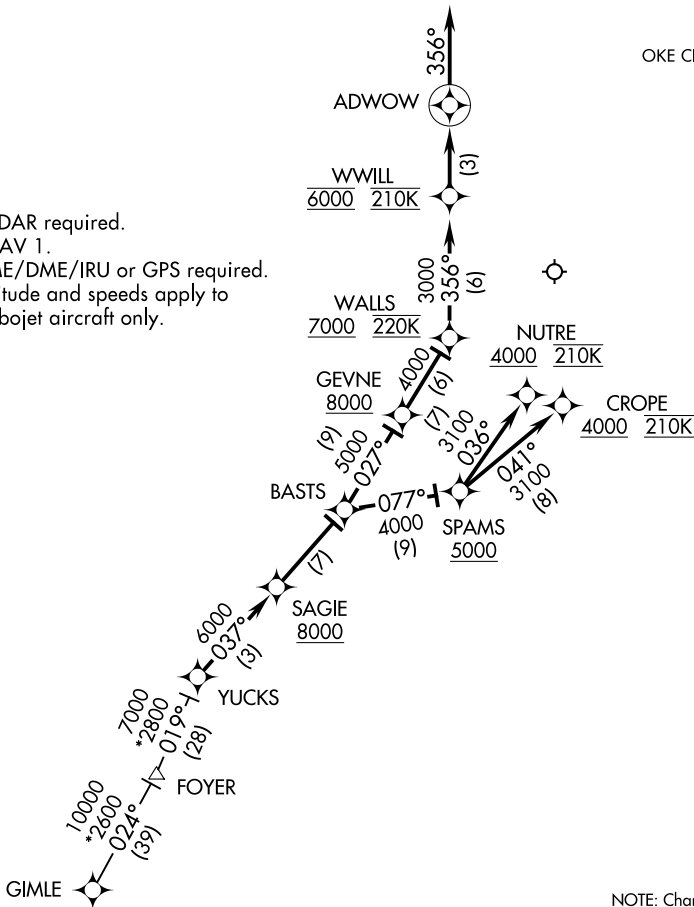 356°
OKE CI
ADWOW
(3)
WWILL
6000 210K
DAR required.
AV 1.
ME/DME/IRU or GPS required.
itude and speeds apply to
bojet aircraft only.
3000
356°
(6)
WALLS
7000 220K
NUTRE
4000 210K
GEVNE
8000
4000
(6)
CROPE
4000 210K
(7)
3100
036°
(9)
5000
027°
041°
3100
(8)
BASTS
077°
4000
(9)
SPAMS
5000
(7)
SAGIE
8000
6000
037°
(3)
YUCKS
7000
*2800
019°
(28)
FOYER
10000
*2600
024°
(39)
GIMLE
NOTE: Char